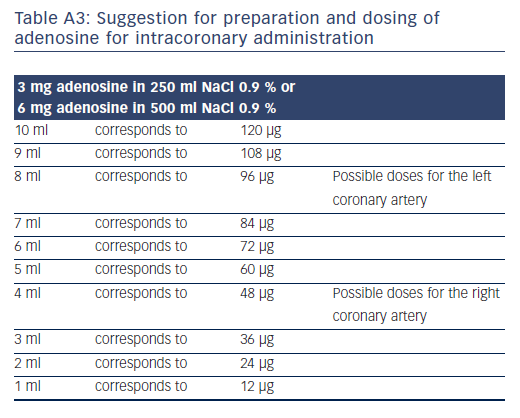 Table A3: Suggestion for preparation and dosing of
adenosine for intracoronary administration
3 mg adenosine in 250 ml NaCl 0.9 % or
6 mg adenosine in 500 ml NaCl 0.9 %
10 ml corresponds to 120 µg
9 ml corresponds to 108 µg
8 ml corresponds to 96 µg Possible doses for the left
coronary artery
7 ml corresponds to 84 µg
6 ml corresponds to 72 µg
5 ml corresponds to 60 µg
4 ml corresponds to 48 µg Possible doses for the right
coronary artery
3 ml corresponds to 36 µg
2 ml corresponds to 24 µg
1 ml corresponds to 12 µg